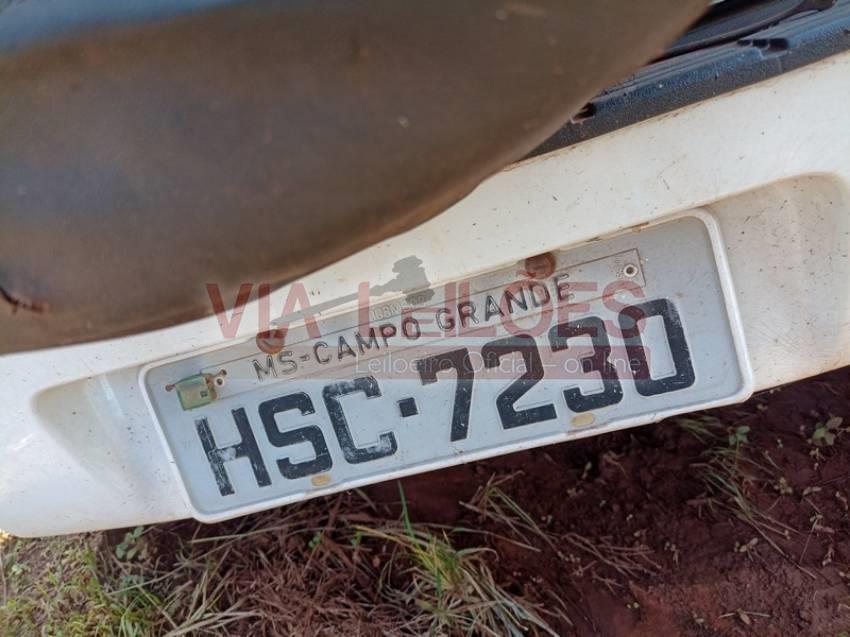 VIA LEILÕES
Leiloeiro Oficial - online
MS-CAMPO GRANDE
HSC·7230